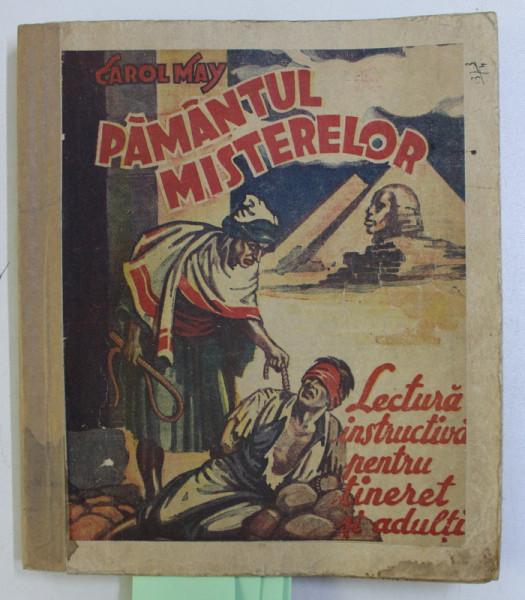 CAROL MAY
PĂMÂNTUL
MISTERELOR
Lectură
instructivă
pentru
tineret
și adulți